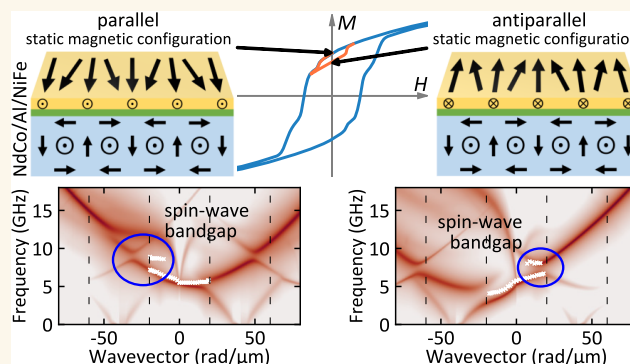 parallel
static magnetic configuration
M
H
antiparallel
static magnetic configuration
NdCo/Al/NiFe
Frequency (GHz)
15
10
5
0
spin-wave
bandgap
-50
0
50
Wavevector (rad/μm)
Frequency (GHz)
15
10
5
0
spin-wave
bandgap
-50
0
50
Wavevector (rad/μm)